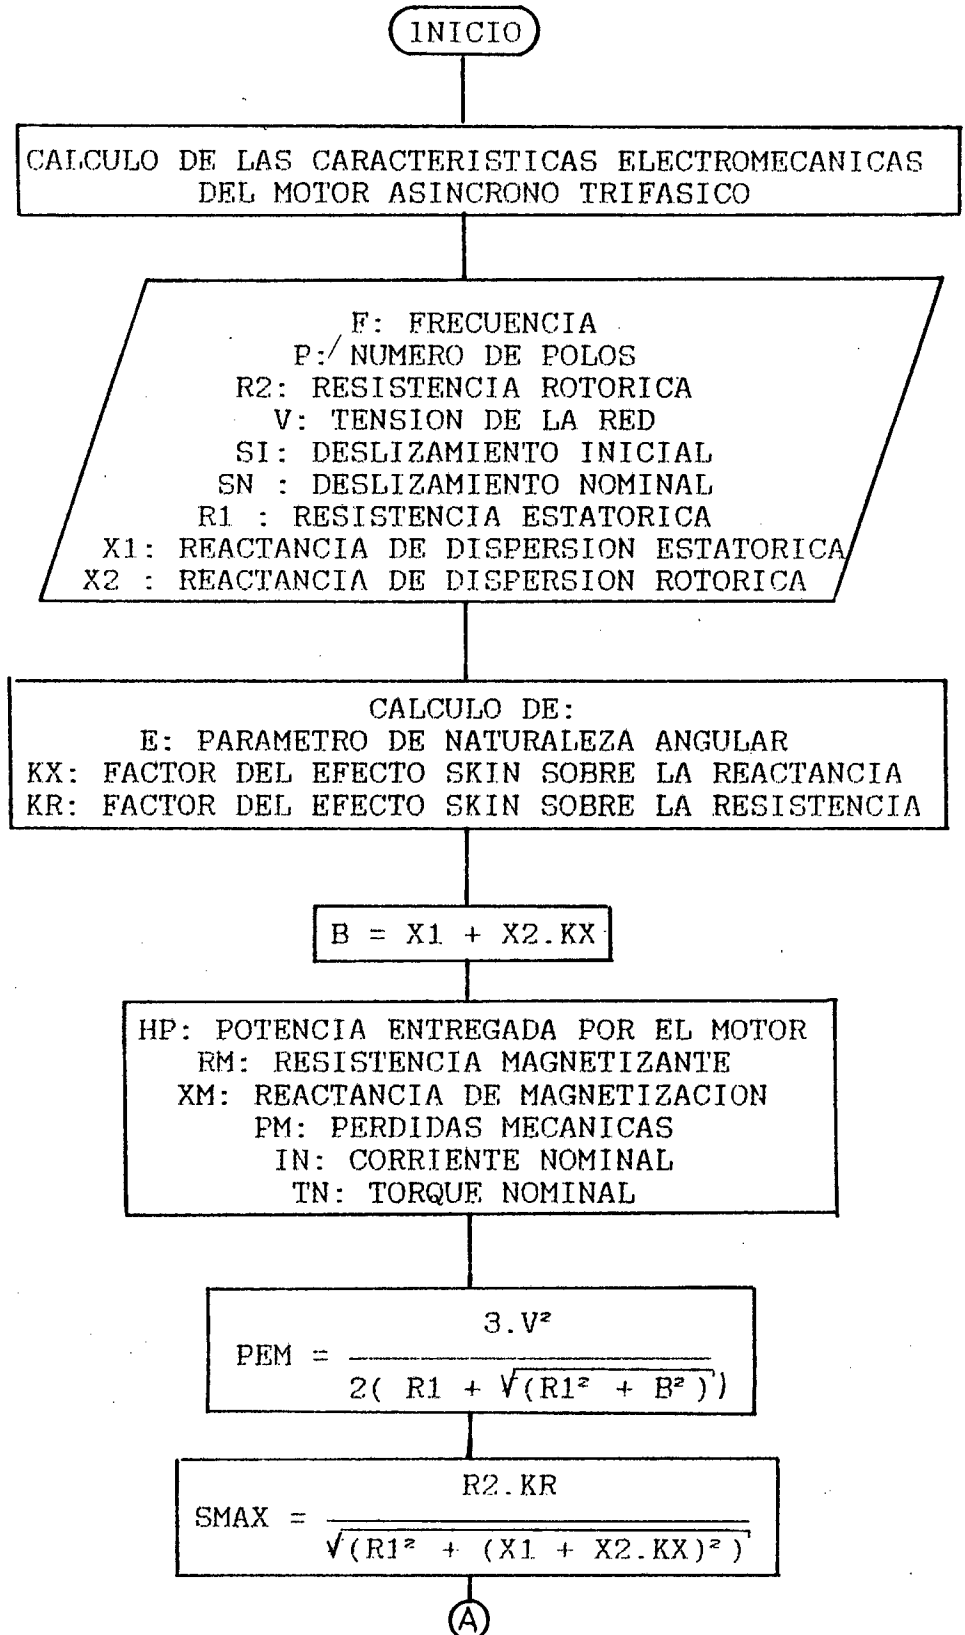 INICIO
CALCULO DE LAS CARACTERISTICAS ELECTROMECANICAS
DEL MOTOR ASINCRONO TRIFASICO
F: FRECUENCIA
P: NUMERO DE POLOS
R2: RESISTENCIA ROTORICA
V: TENSION DE LA RED
SI: DESLIZAMIENTO INICIAL
SN : DESLIZAMIENTO NOMINAL
R1 : RESISTENCIA ESTATORICA
X1: REACTANCIA DE DISPERSION ESTATORICA
X2 : REACTANCIA DE DISPERSION ROTORICA
CALCULO DE:
E: PARAMETRO DE NATURALEZA ANGULAR
KX: FACTOR DEL EFECTO SKIN SOBRE LA REACTANCIA
KR: FACTOR DEL EFECTO SKIN SOBRE LA RESISTENCIA
B = X1 + X2.KX
HP: POTENCIA ENTREGADA POR EL MOTOR
RM: RESISTENCIA MAGNETIZANTE
XM: REACTANCIA DE MAGNETIZACION
PM: PERDIDAS MECANICAS
IN: CORRIENTE NOMINAL
TN: TORQUE NOMINAL
3.V²
PEM =
2( R1 + √(R1² + B²))
R2.KR
SMAX =
√(R1² + (X1 + X2.KX)²)
A